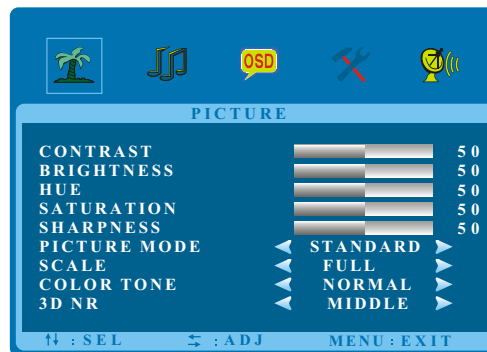 OSD
PICTURE
CONTRAST 50
BRIGHTNESS 50
HUE 50
SATURATION 50
SHARPNESS 50
PICTURE MODE STANDARD
SCALE FULL
COLOR TONE NORMAL
3D NR MIDDLE
: SEL : ADJ MENU : EXIT